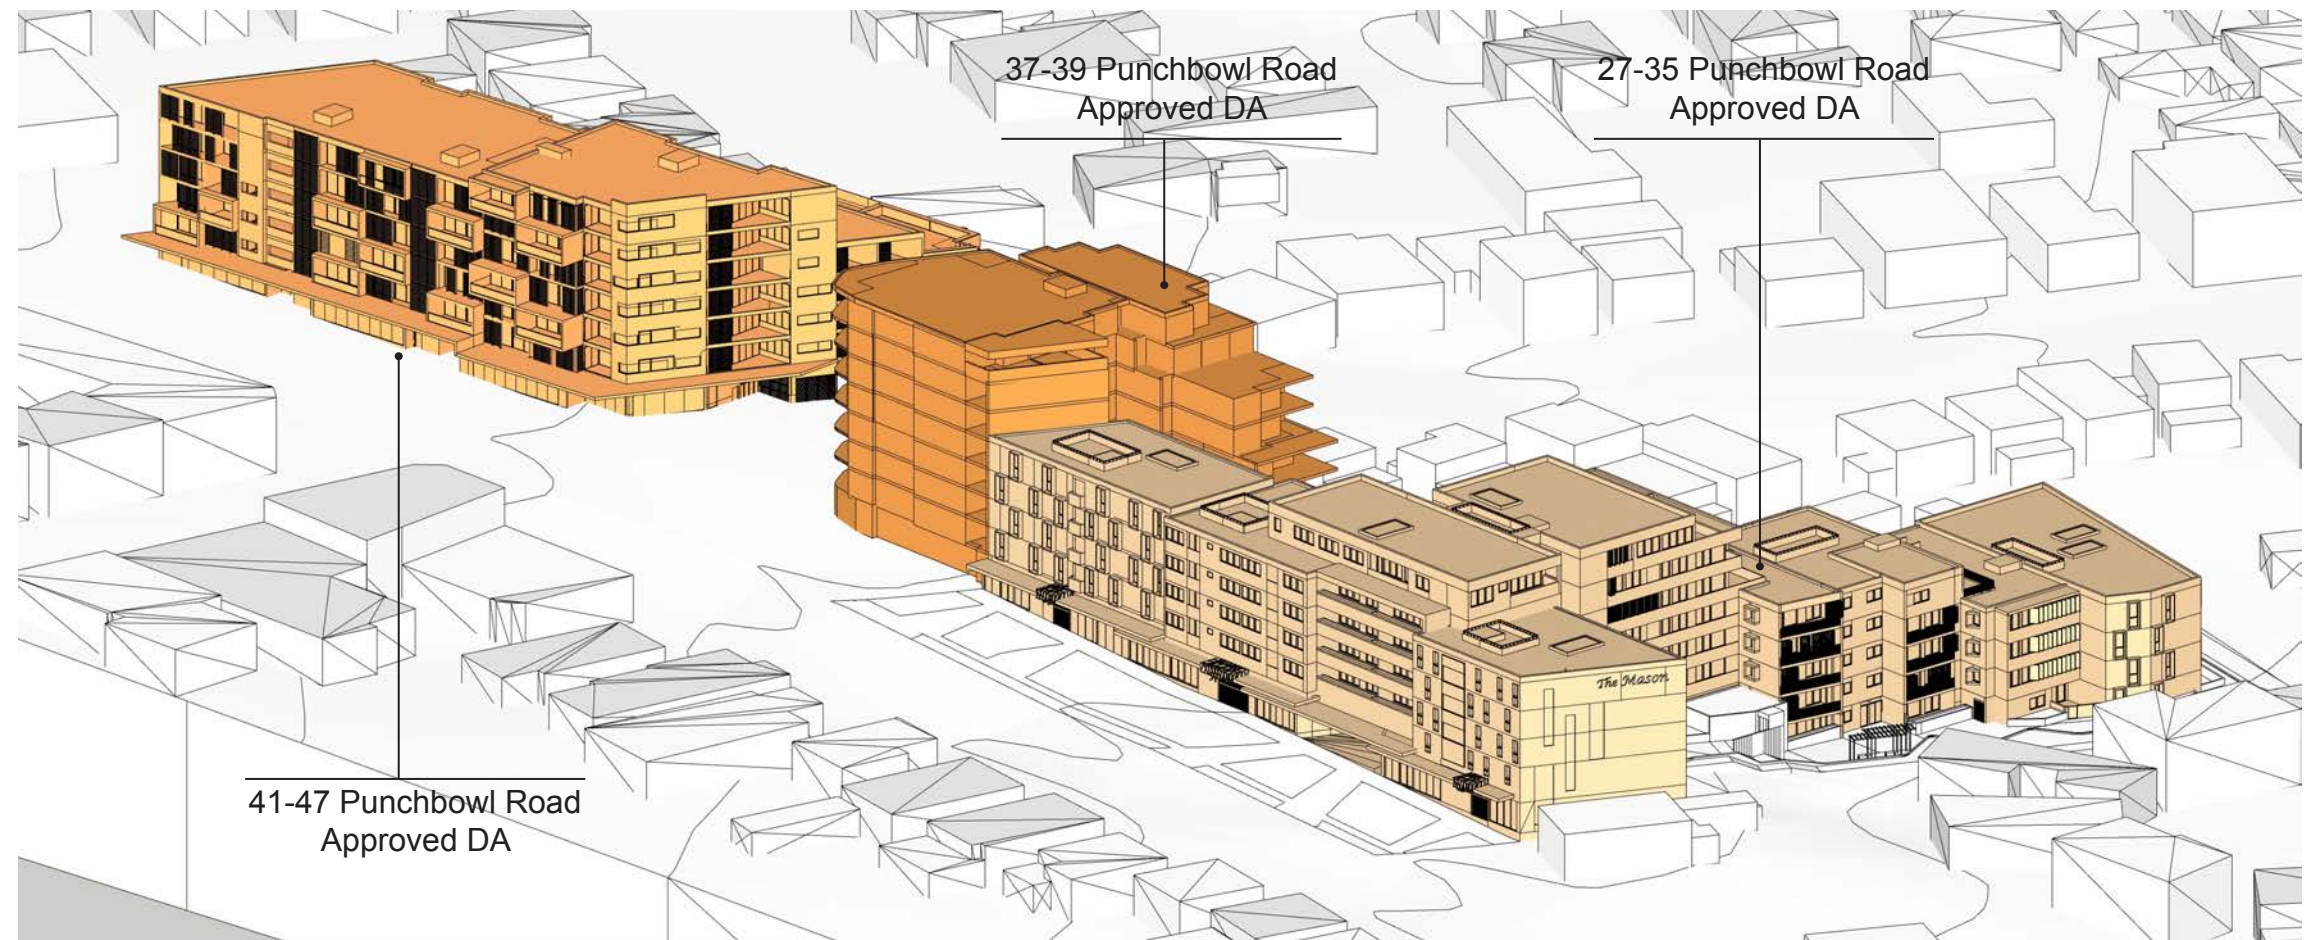 37-39 Punchbowl Road
Approved DA
27-35 Punchbowl Road
Approved DA
The Mason
41-47 Punchbowl Road
Approved DA